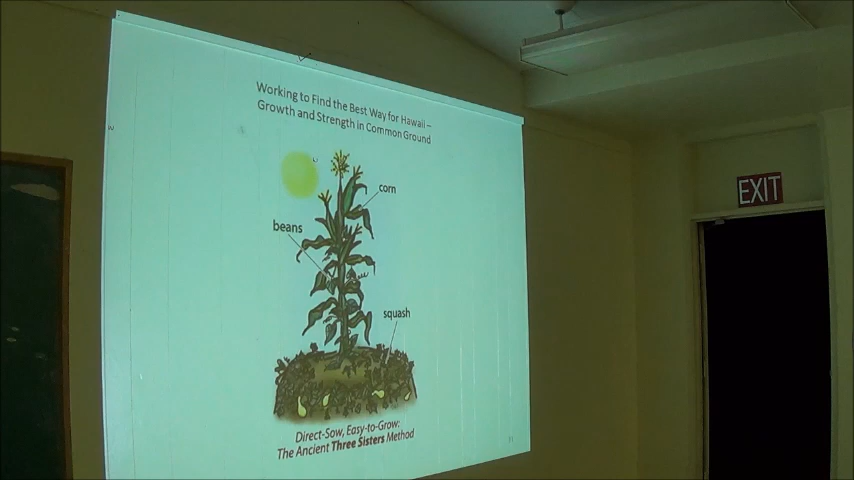 Working to Find the Best Way for Hawaii –
Growth and Strength in Common Ground
corn
beans
squash
Direct-Sow, Easy-to-Grow:
The Ancient Three Sisters Method
EXIT